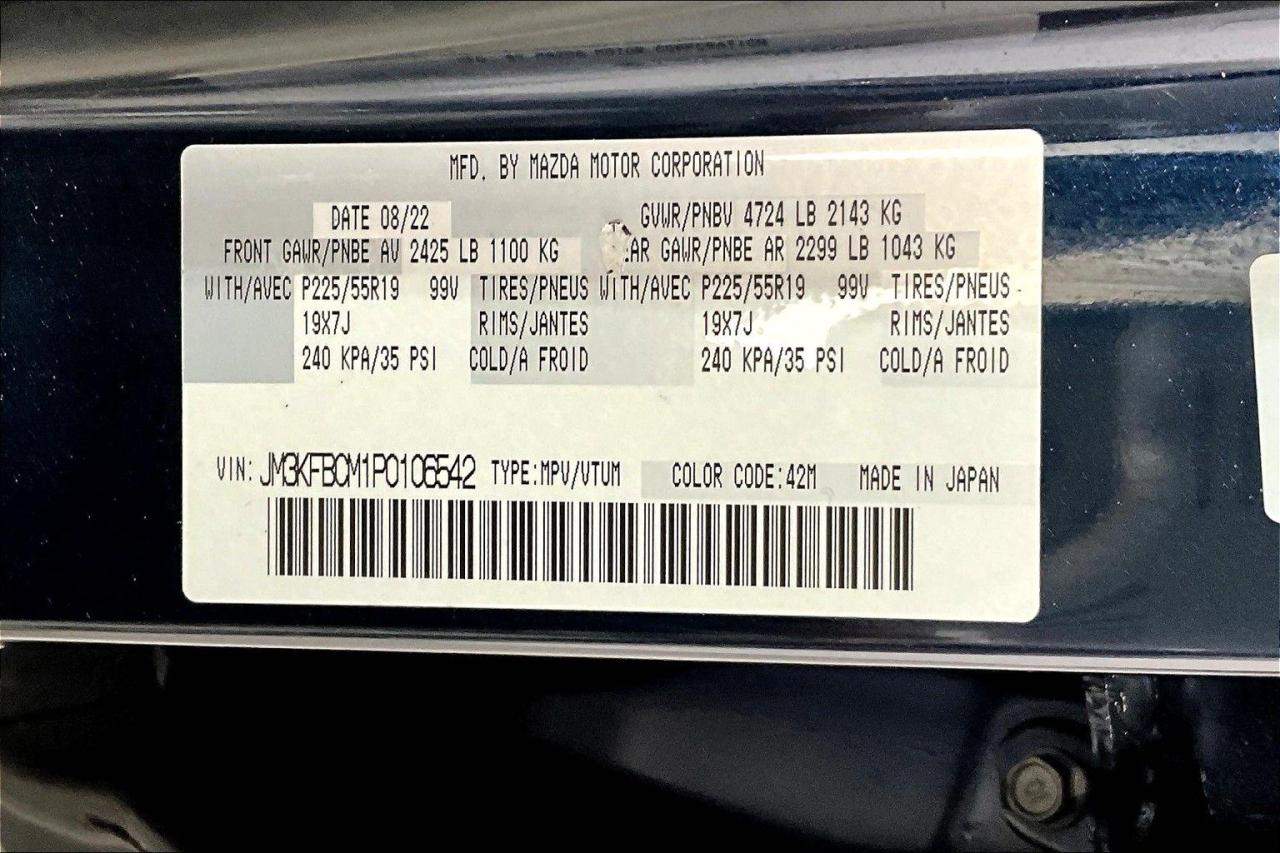 MFD. BY MAZDA MOTOR CORPORATION
DATE 08/22 GVWR/PNBV 4724 LB 2143 KG
FRONT GAWR/PNBE AV 2425 LB 1100 KG EAR GAWR/PNBE AR 2299 LB 1043 KG
WITH/AVEC P225/55R19 99V TIRES/PNEUS WITH/AVEC P225/55R19 99V TIRES/PNEUS
19X7J RIMS/JANTES 19X7J RIMS/JANTES
240 KPA/35 PSI COLD/A FROID 240 KPA/35 PSI COLD/A FROID
VIN: JM3KFBCM1P0106542 TYPE:MPV/VTUM COLOR CODE:42M MADE IN JAPAN